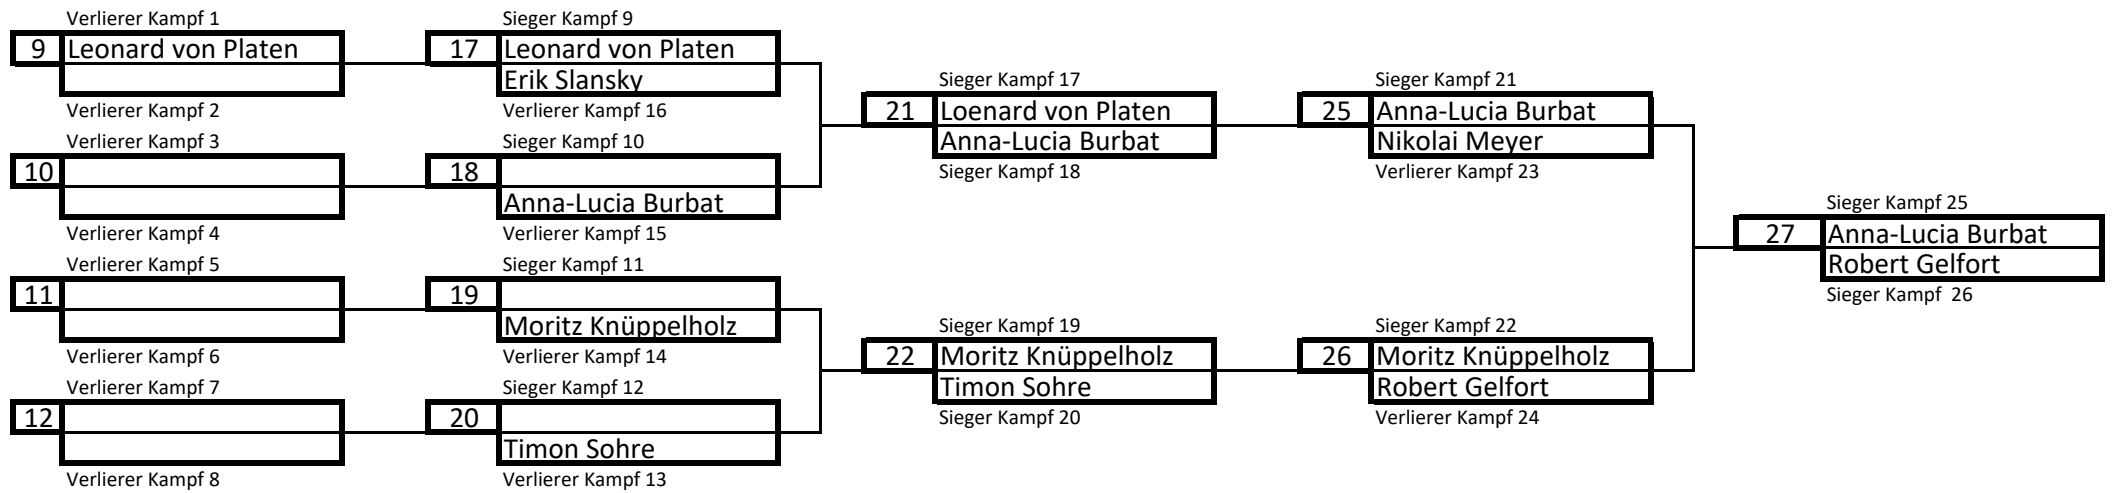 Verlierer Kampf 1
9 Leonard von Platen
Verlierer Kampf 2
Verlierer Kampf 3
10
Verlierer Kampf 4
Verlierer Kampf 5
11
Verlierer Kampf 6
Verlierer Kampf 7
12
Verlierer Kampf 8
Sieger Kampf 9
17 Leonard von Platen
Erik Slansky
Verlierer Kampf 16
Sieger Kampf 10
18
Anna-Lucia Burbat
Verlierer Kampf 15
Sieger Kampf 11
19
Moritz Knüppelholz
Verlierer Kampf 14
Sieger Kampf 12
20
Timon Sohre
Verlierer Kampf 13
Sieger Kampf 17
21 Loenard von Platen
Anna-Lucia Burbat
Sieger Kampf 18
Sieger Kampf 19
22 Moritz Knüppelholz
Timon Sohre
Sieger Kampf 20
Sieger Kampf 21
25 Anna-Lucia Burbat
Nikolai Meyer
Verlierer Kampf 23
Sieger Kampf 22
26 Moritz Knüppelholz
Robert Gelfort
Verlierer Kampf 24
Sieger Kampf 25
27 Anna-Lucia Burbat
Robert Gelfort
Sieger Kampf 26